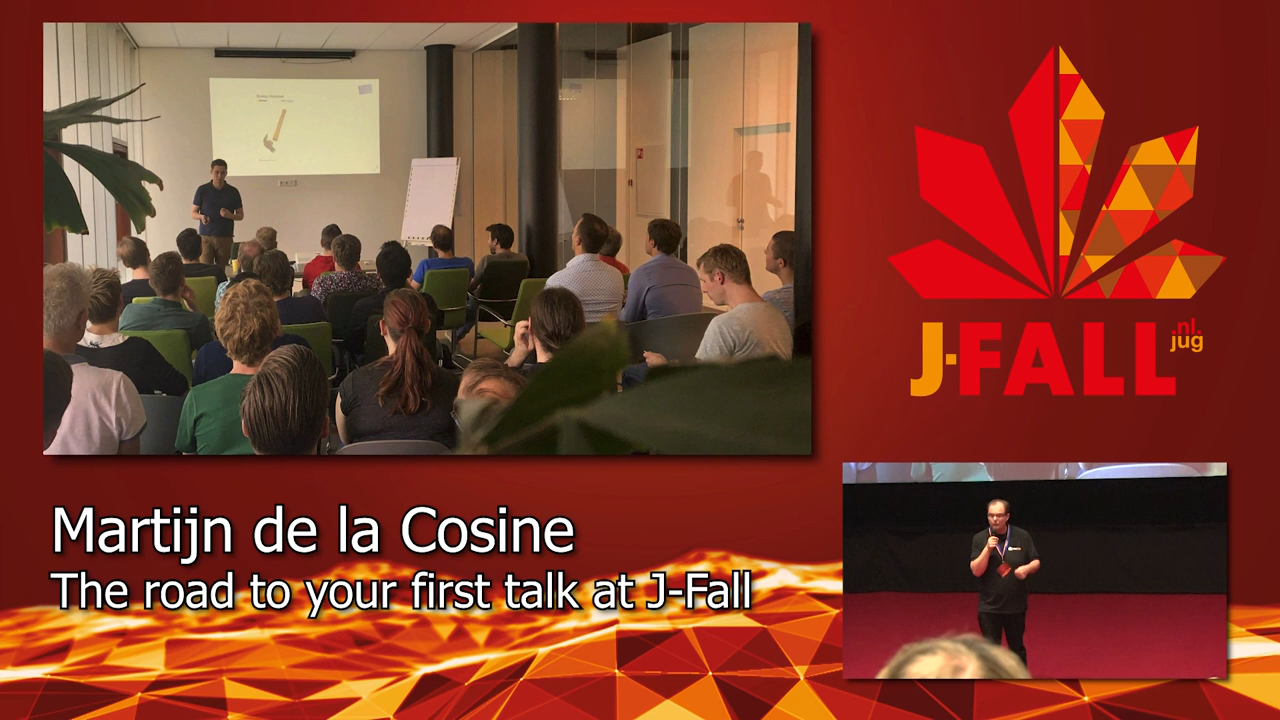 J-FALL
nl.
jug
Martijn de la Cosine
The road to your first talk at J-Fall